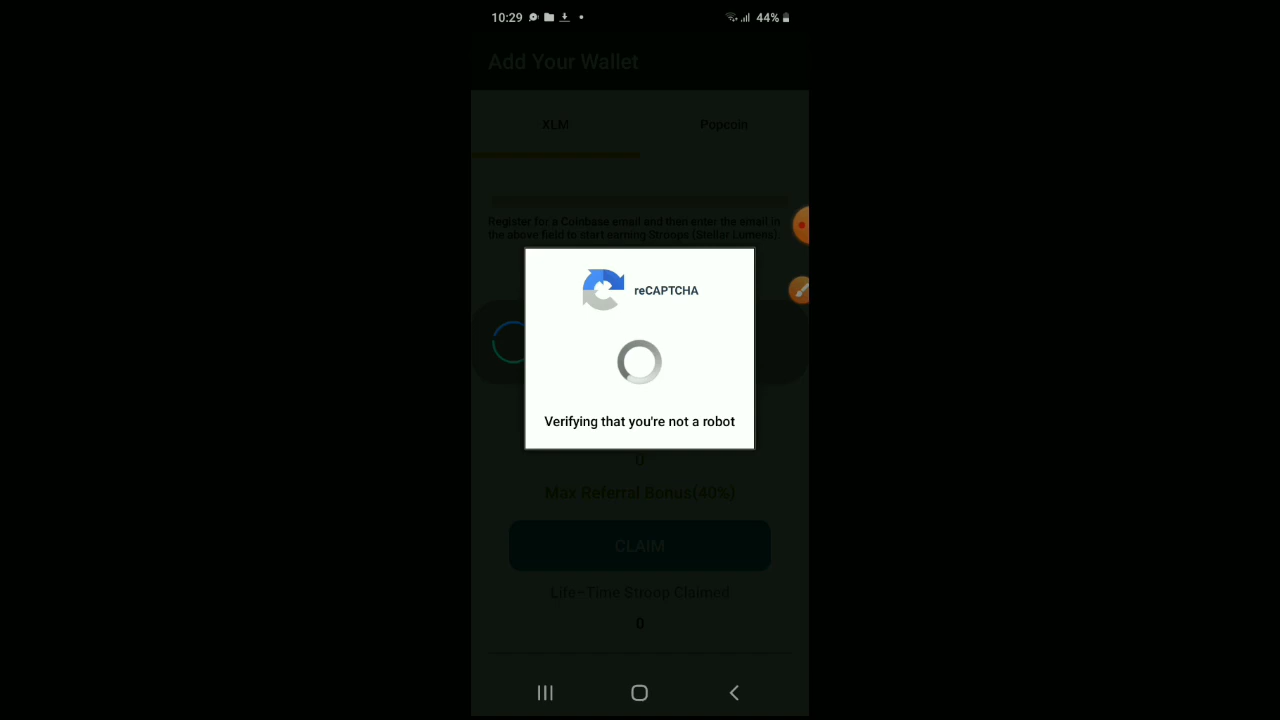 10:29
44%
Add Your Wallet
XLM
Popcoin
Register for a Coinbase email and then enter the email in
the above field to start earning Stroops (Stellar Lumens).
reCAPTCHA
Verifying that you're not a robot
0
Max Referral Bonus(40%)
CLAIM
Life-Time Stroop Claimed
0